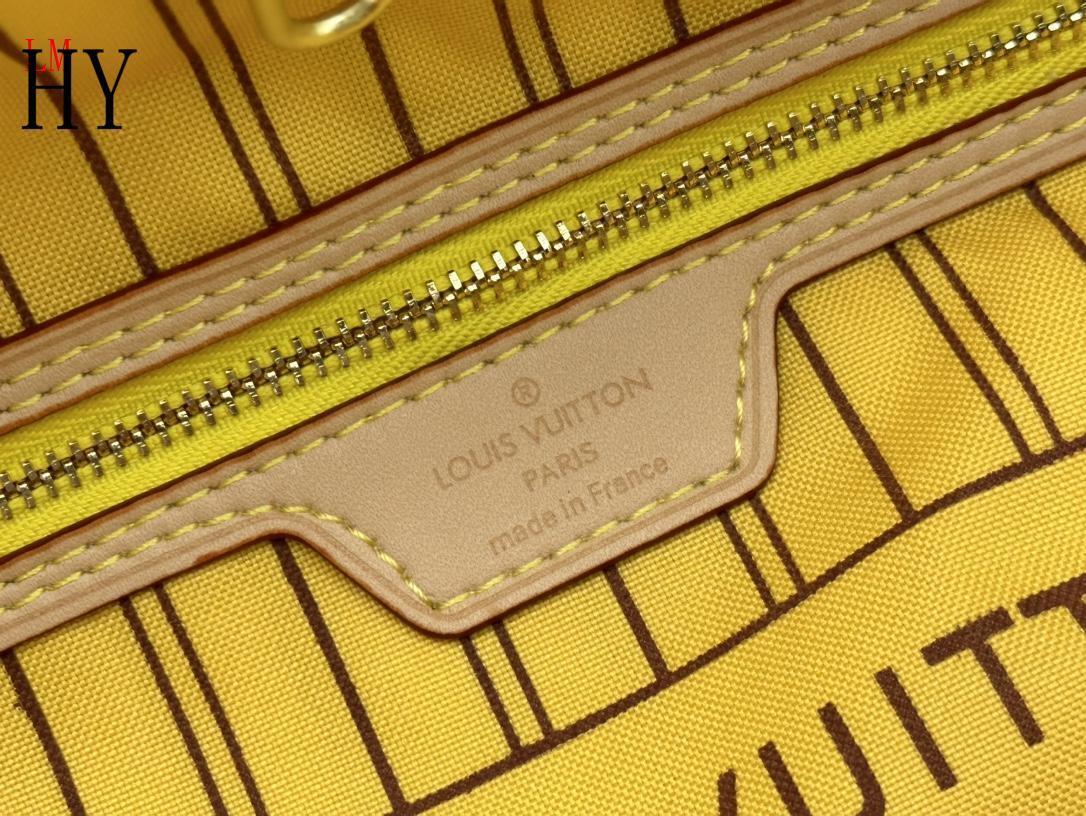 LM
HY
®
LOUIS VUITTON
PARIS
made in France
VUITT